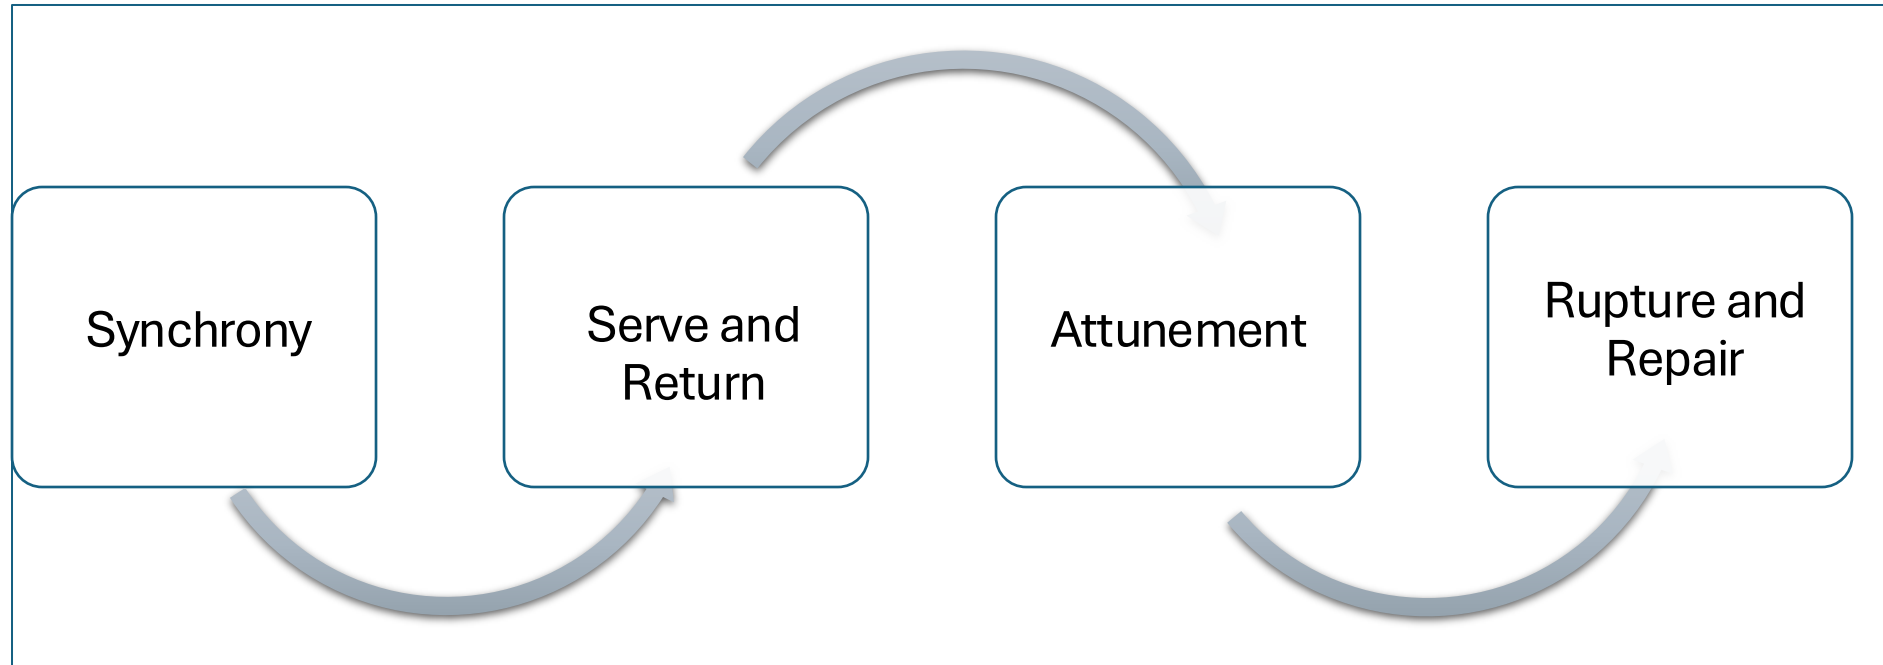 Synchrony
Serve and
Return
Attunement
Rupture and
Repair